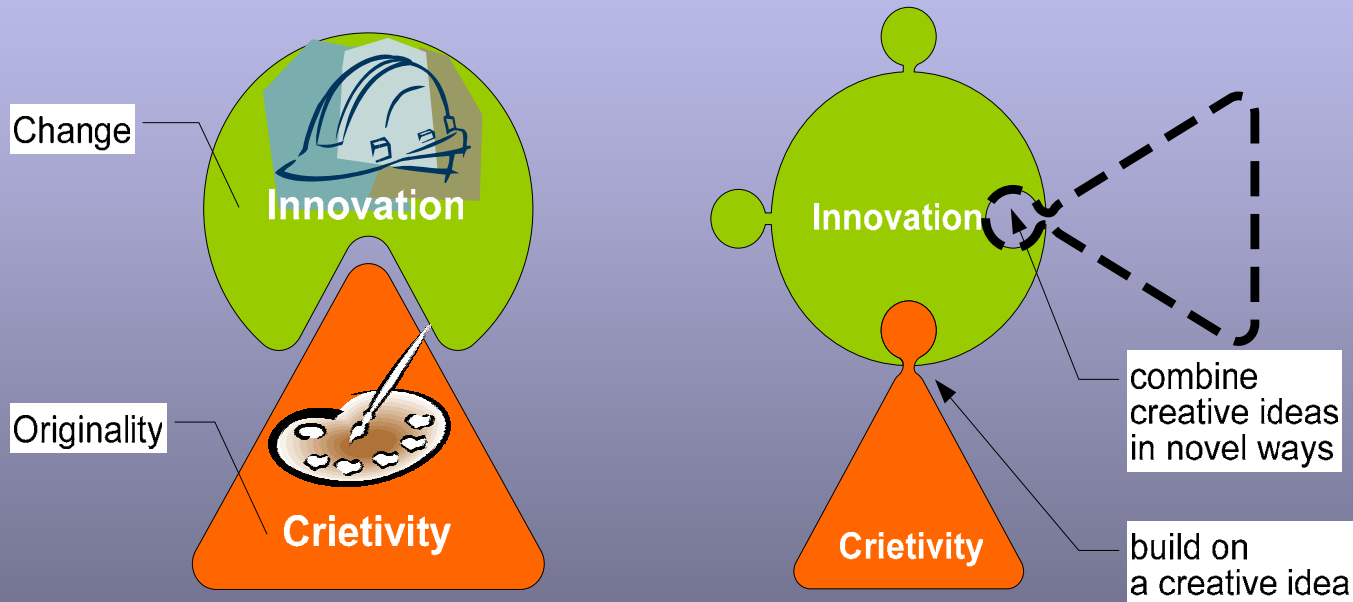 Change
Innovation
Originality
Crietivity
Innovation
combine
creative ideas
in novel ways
Crietivity
build on
a creative idea